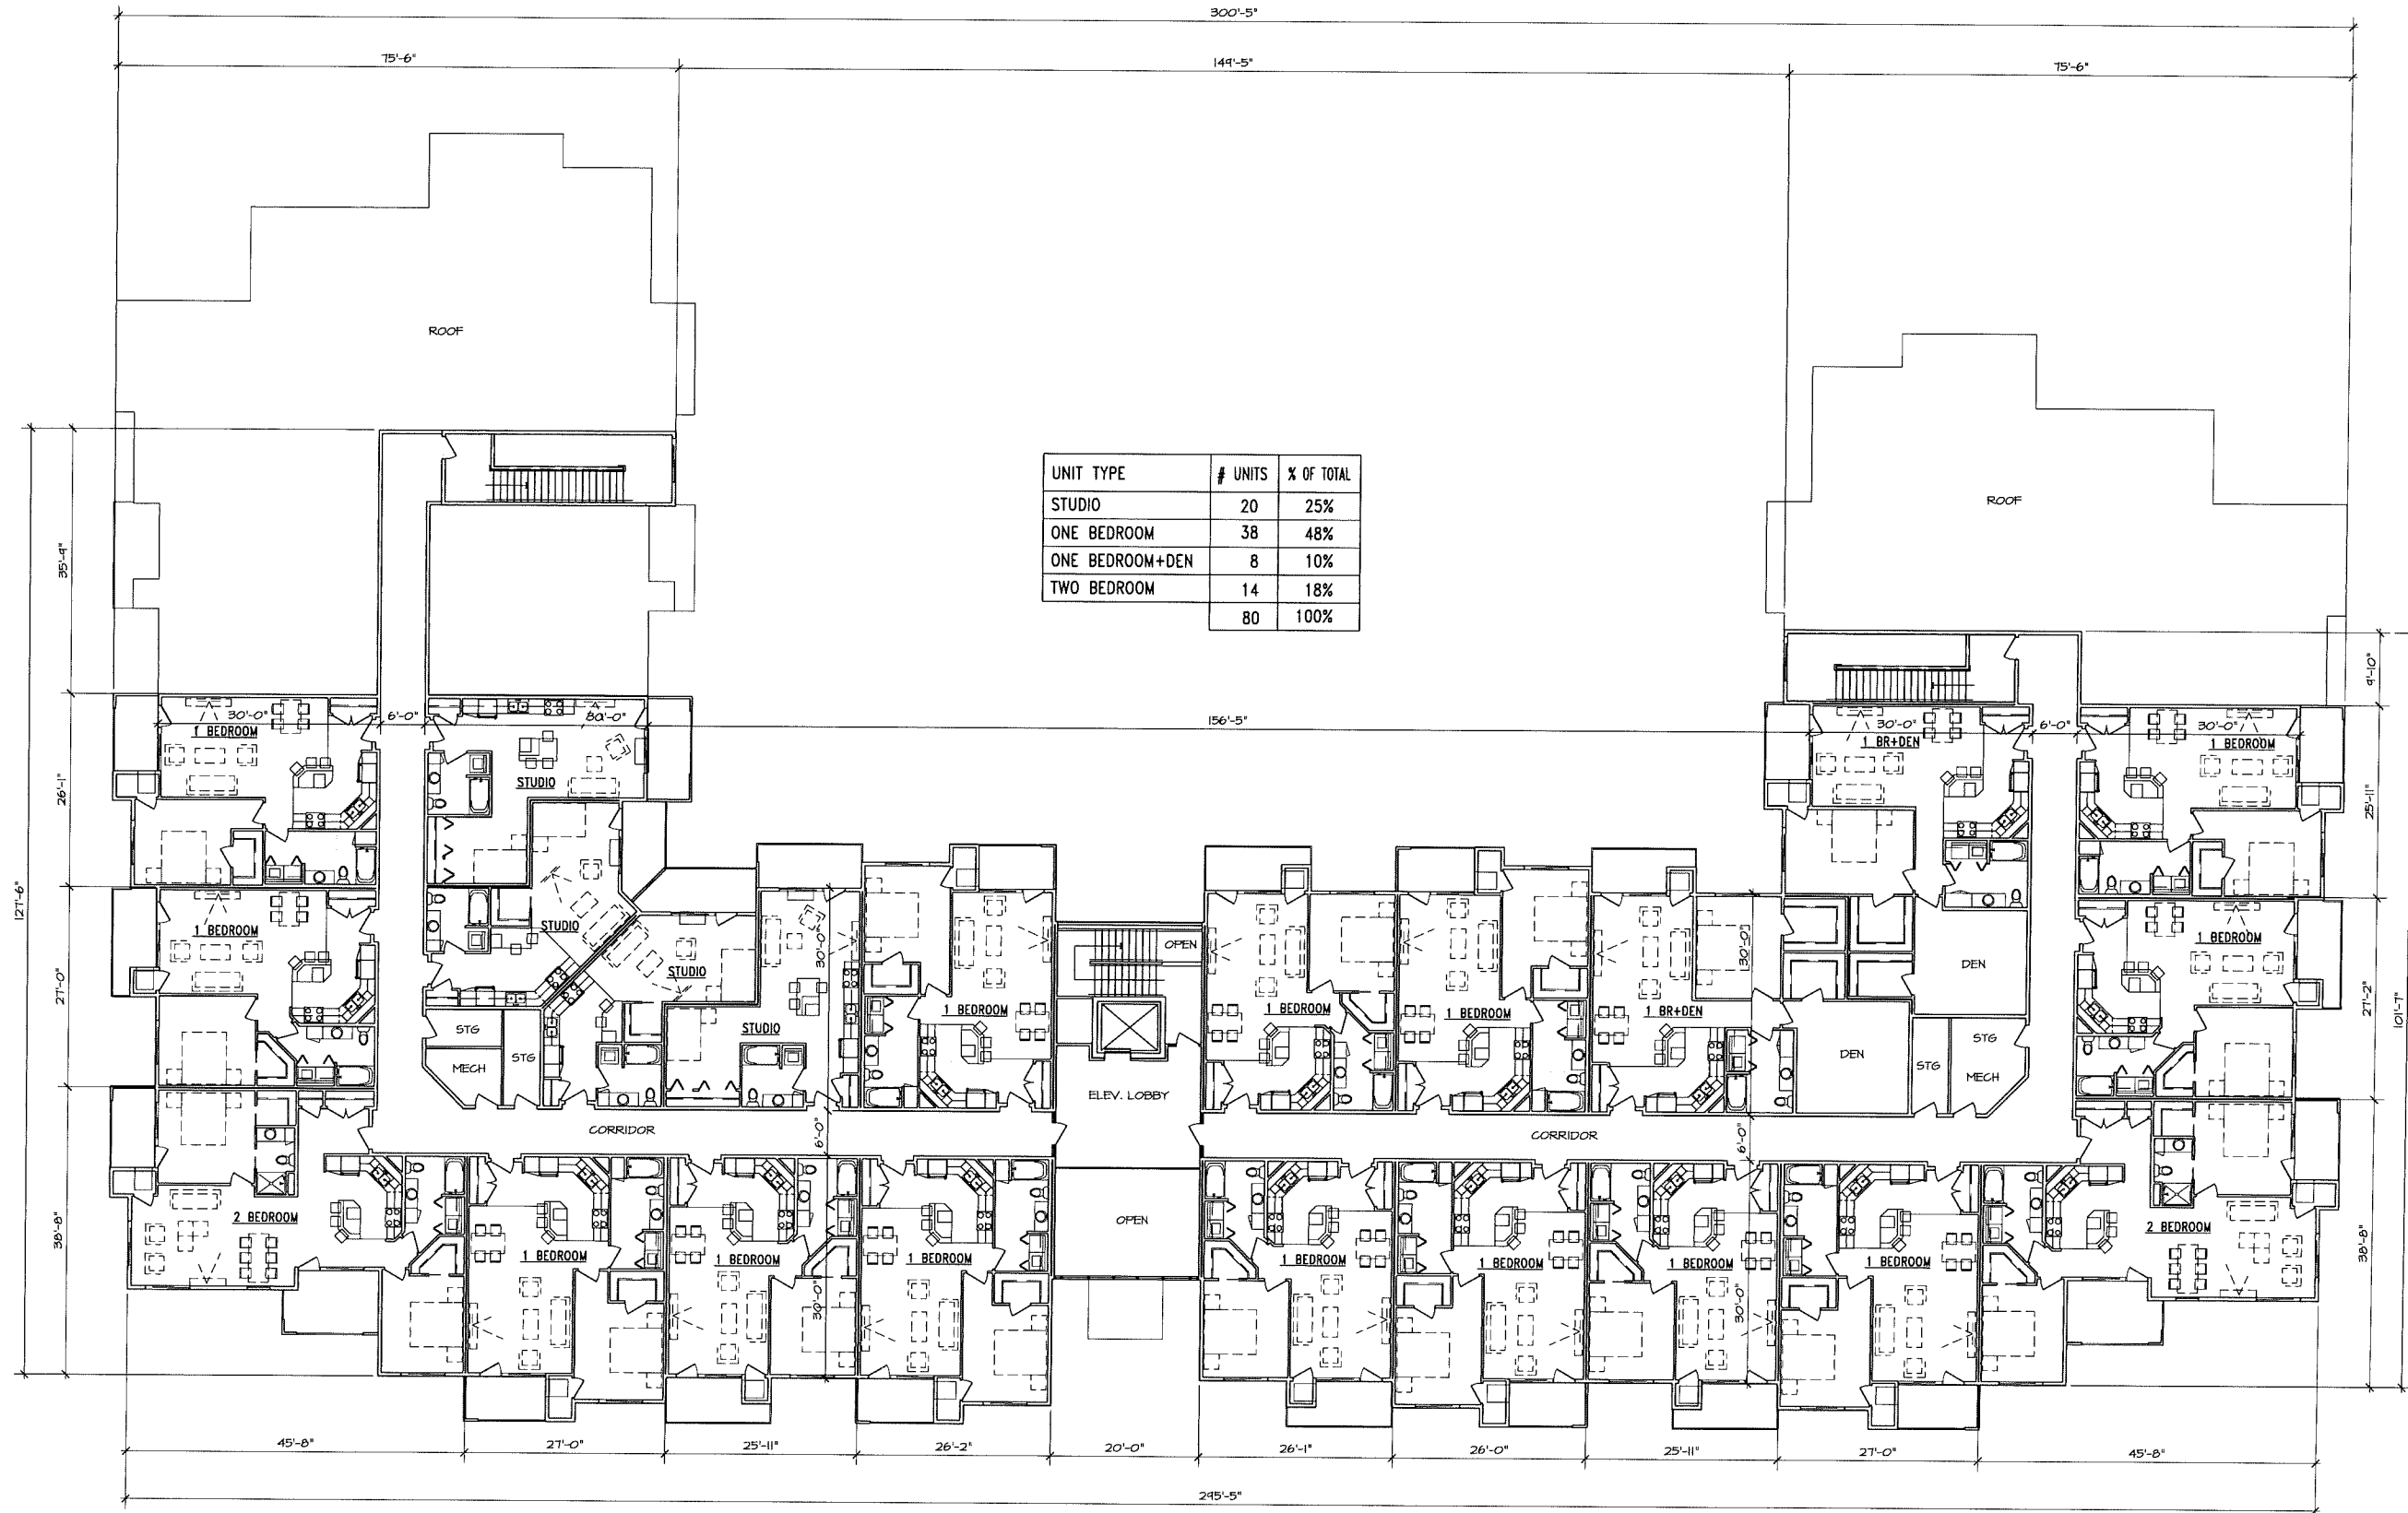 300'-5"
75'-6"
149'-5"
75'-6"
ROOF
ROOF
UNIT TYPE # UNITS % OF TOTAL
STUDIO 20 25%
ONE BEDROOM 38 48%
ONE BEDROOM+DEN 8 10%
TWO BEDROOM 14 18%
80 100%
35'-9"
9'-10"
30'-0"
6'-0"
30'-0"
156'-5"
30'-0"
6'-0"
30'-0"
1 BEDROOM
1 BR+DEN
1 BEDROOM
STUDIO
26'-1"
25'-11"
127'-6"
1 BEDROOM
STUDIO
30'-0"
OPEN
30'-0"
1 BEDROOM
STUDIO
DEN
27'-0"
27'-2"
101'-7"
1 BEDROOM
1 BEDROOM
1 BEDROOM
1 BR+DEN
STG
STUDIO
STG
MECH
STG
DEN
STG
MECH
ELEV. LOBBY
CORRIDOR
6'-0"
CORRIDOR
6'-0"
38'-8"
2 BEDROOM
OPEN
2 BEDROOM
38'-8"
1 BEDROOM
1 BEDROOM
1 BEDROOM
1 BEDROOM
1 BEDROOM
1 BEDROOM
1 BEDROOM
30'-0"
30'-0"
45'-8"
27'-0"
25'-11"
26'-2"
20'-0"
26'-1"
26'-0"
25'-11"
27'-0"
45'-8"
295'-5"